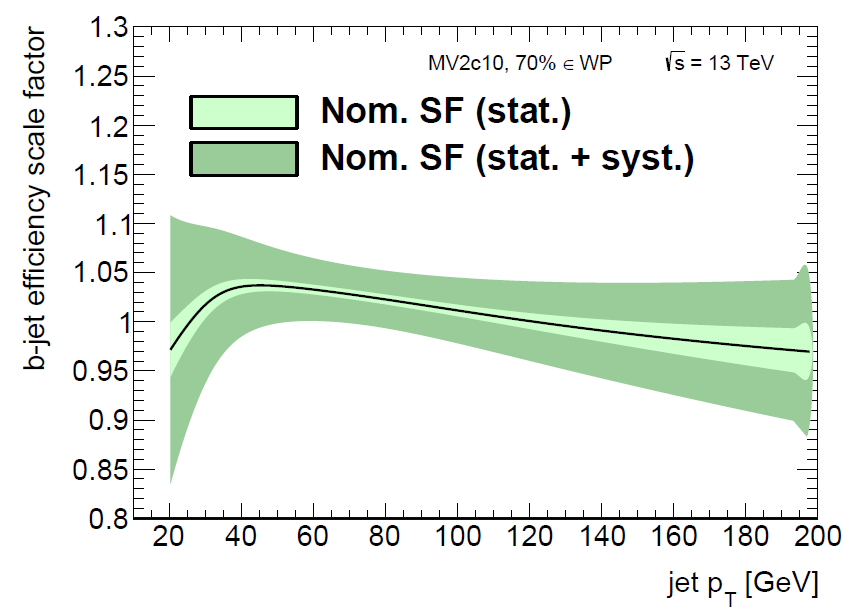 b-jet efficiency scale factor
1.3
1.25
1.2
1.15
1.1
1.05
1
0.95
0.9
0.85
0.8
MV2c10, 70% ∈ WP √s = 13 TeV
Nom. SF (stat.)
Nom. SF (stat. + syst.)
20 40 60 80 100 120 140 160 180 200
jet p_T [GeV]